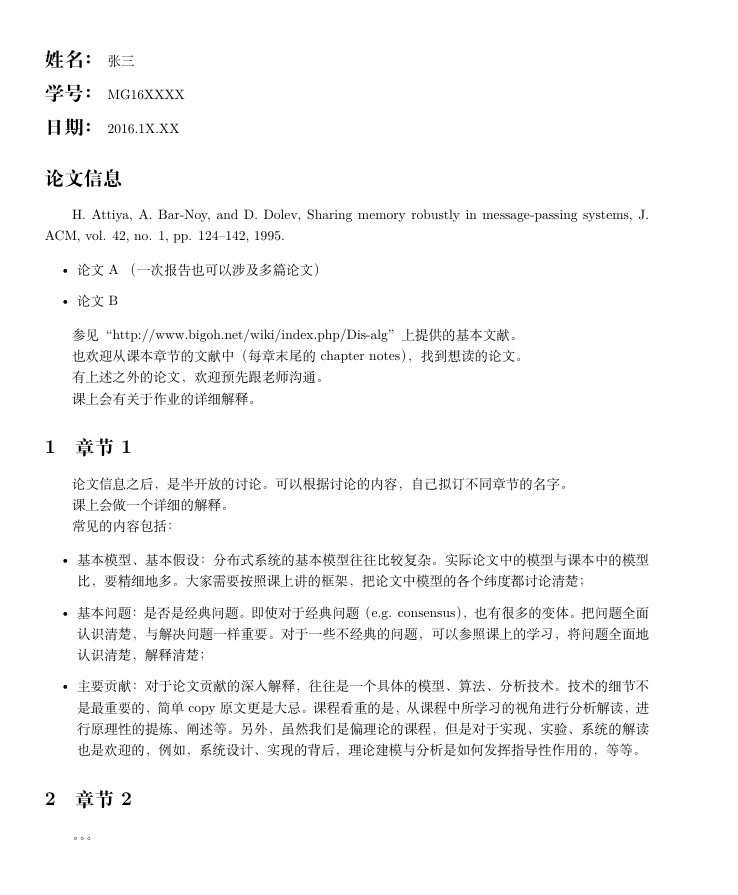 姓名： 张三
学号： MG16XXXX
日期： 2016.1X.XX
论文信息
H. Attiya, A. Bar-Noy, and D. Dolev, Sharing memory robustly in message-passing systems, J.
ACM, vol. 42, no. 1, pp. 124–142, 1995.
• 论文 A （一次报告也可以涉及多篇论文）
• 论文 B
参见 “http://www.bigoh.net/wiki/index.php/Dis-alg” 上提供的基本文献。
也欢迎从课本章节的文献中（每章末尾的 chapter notes），找到想读的论文。
有上述之外的论文，欢迎预先跟老师沟通。
课上会有关于作业的详细解释。
1 章节 1
论文信息之后，是半开放的讨论。可以根据讨论的内容，自己拟订不同章节的名字。
课上会做一个详细的解释。
常见的内容包括：
• 基本模型、基本假设：分布式系统的基本模型往往比较复杂。实际论文中的模型与课本中的模型
比，要精细地多。大家需要按照课上讲的框架，把论文中模型的各个纬度都讨论清楚；
• 基本问题：是否是经典问题。即使对于经典问题（e.g. consensus），也有很多的变体。把问题全面
认识清楚，与解决问题一样重要。对于一些不经典的问题，可以参照课上的学习，将问题全面地
认识清楚，解释清楚；
• 主要贡献：对于论文贡献的深入解释，往往是一个具体的模型、算法、分析技术。技术的细节不
是最重要的，简单 copy 原文更是大忌。课程看重的是，从课程中所学习的视角进行分析解读，进
行原理性的提炼、阐述等。另外，虽然我们是偏理论的课程，但是对于实现、实验、系统的解读
也是欢迎的，例如，系统设计、实现的背后，理论建模与分析是如何发挥指导性作用的，等等。
2 章节 2
。。。